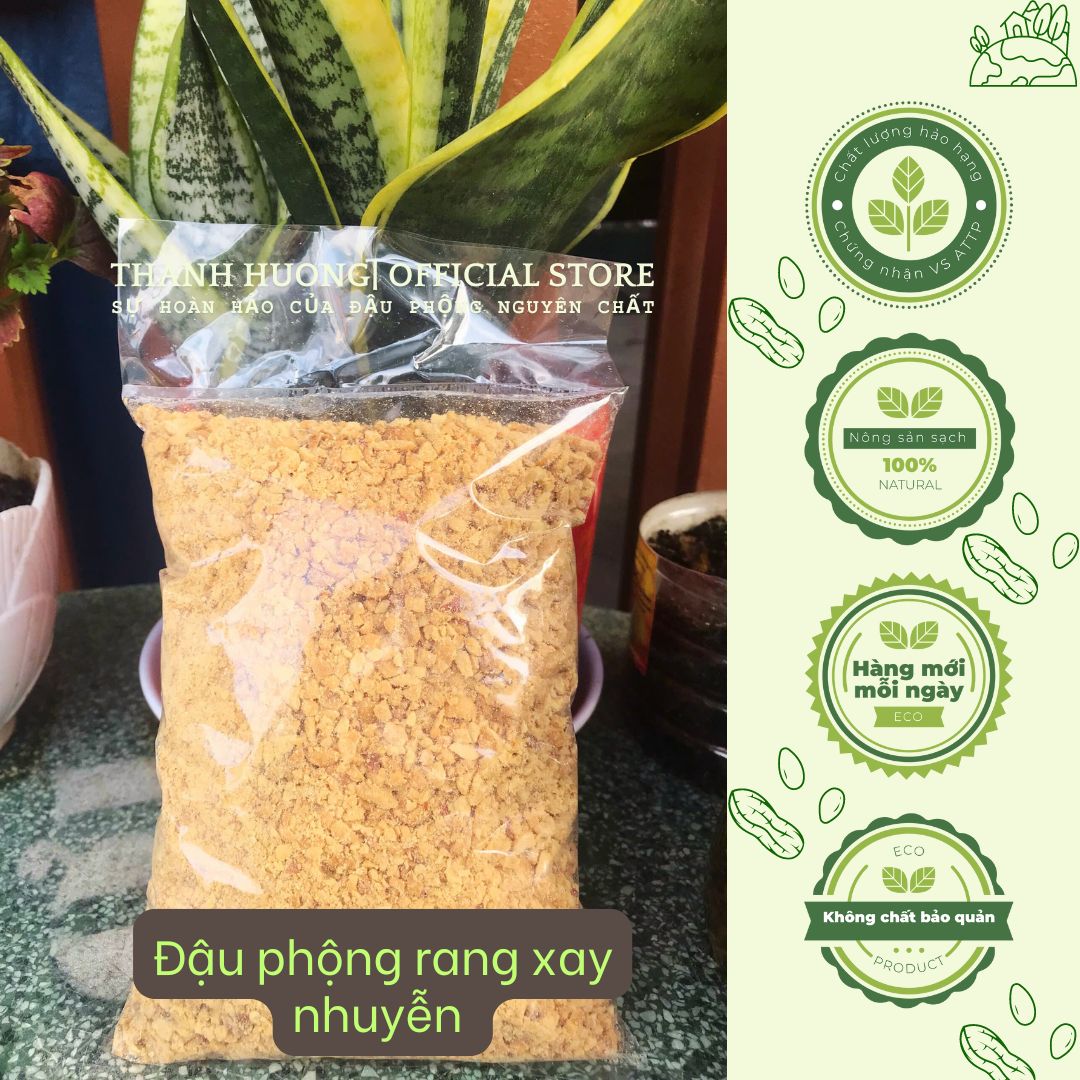 THANH HUONG| OFFICIAL STORE
SỰ HOÀN HẢO CỦA ĐẬU PHỘNG NGUYÊN CHẤT
Đậu phộng rang xay
nhuyễn
Chất lượng hảo hạng
Chứng nhận VS ATTP
Nông sản sạch
100%
NATURAL
Hàng mới
mỗi ngày
ECO
ECO
Không chất bảo quản
PRODUCT